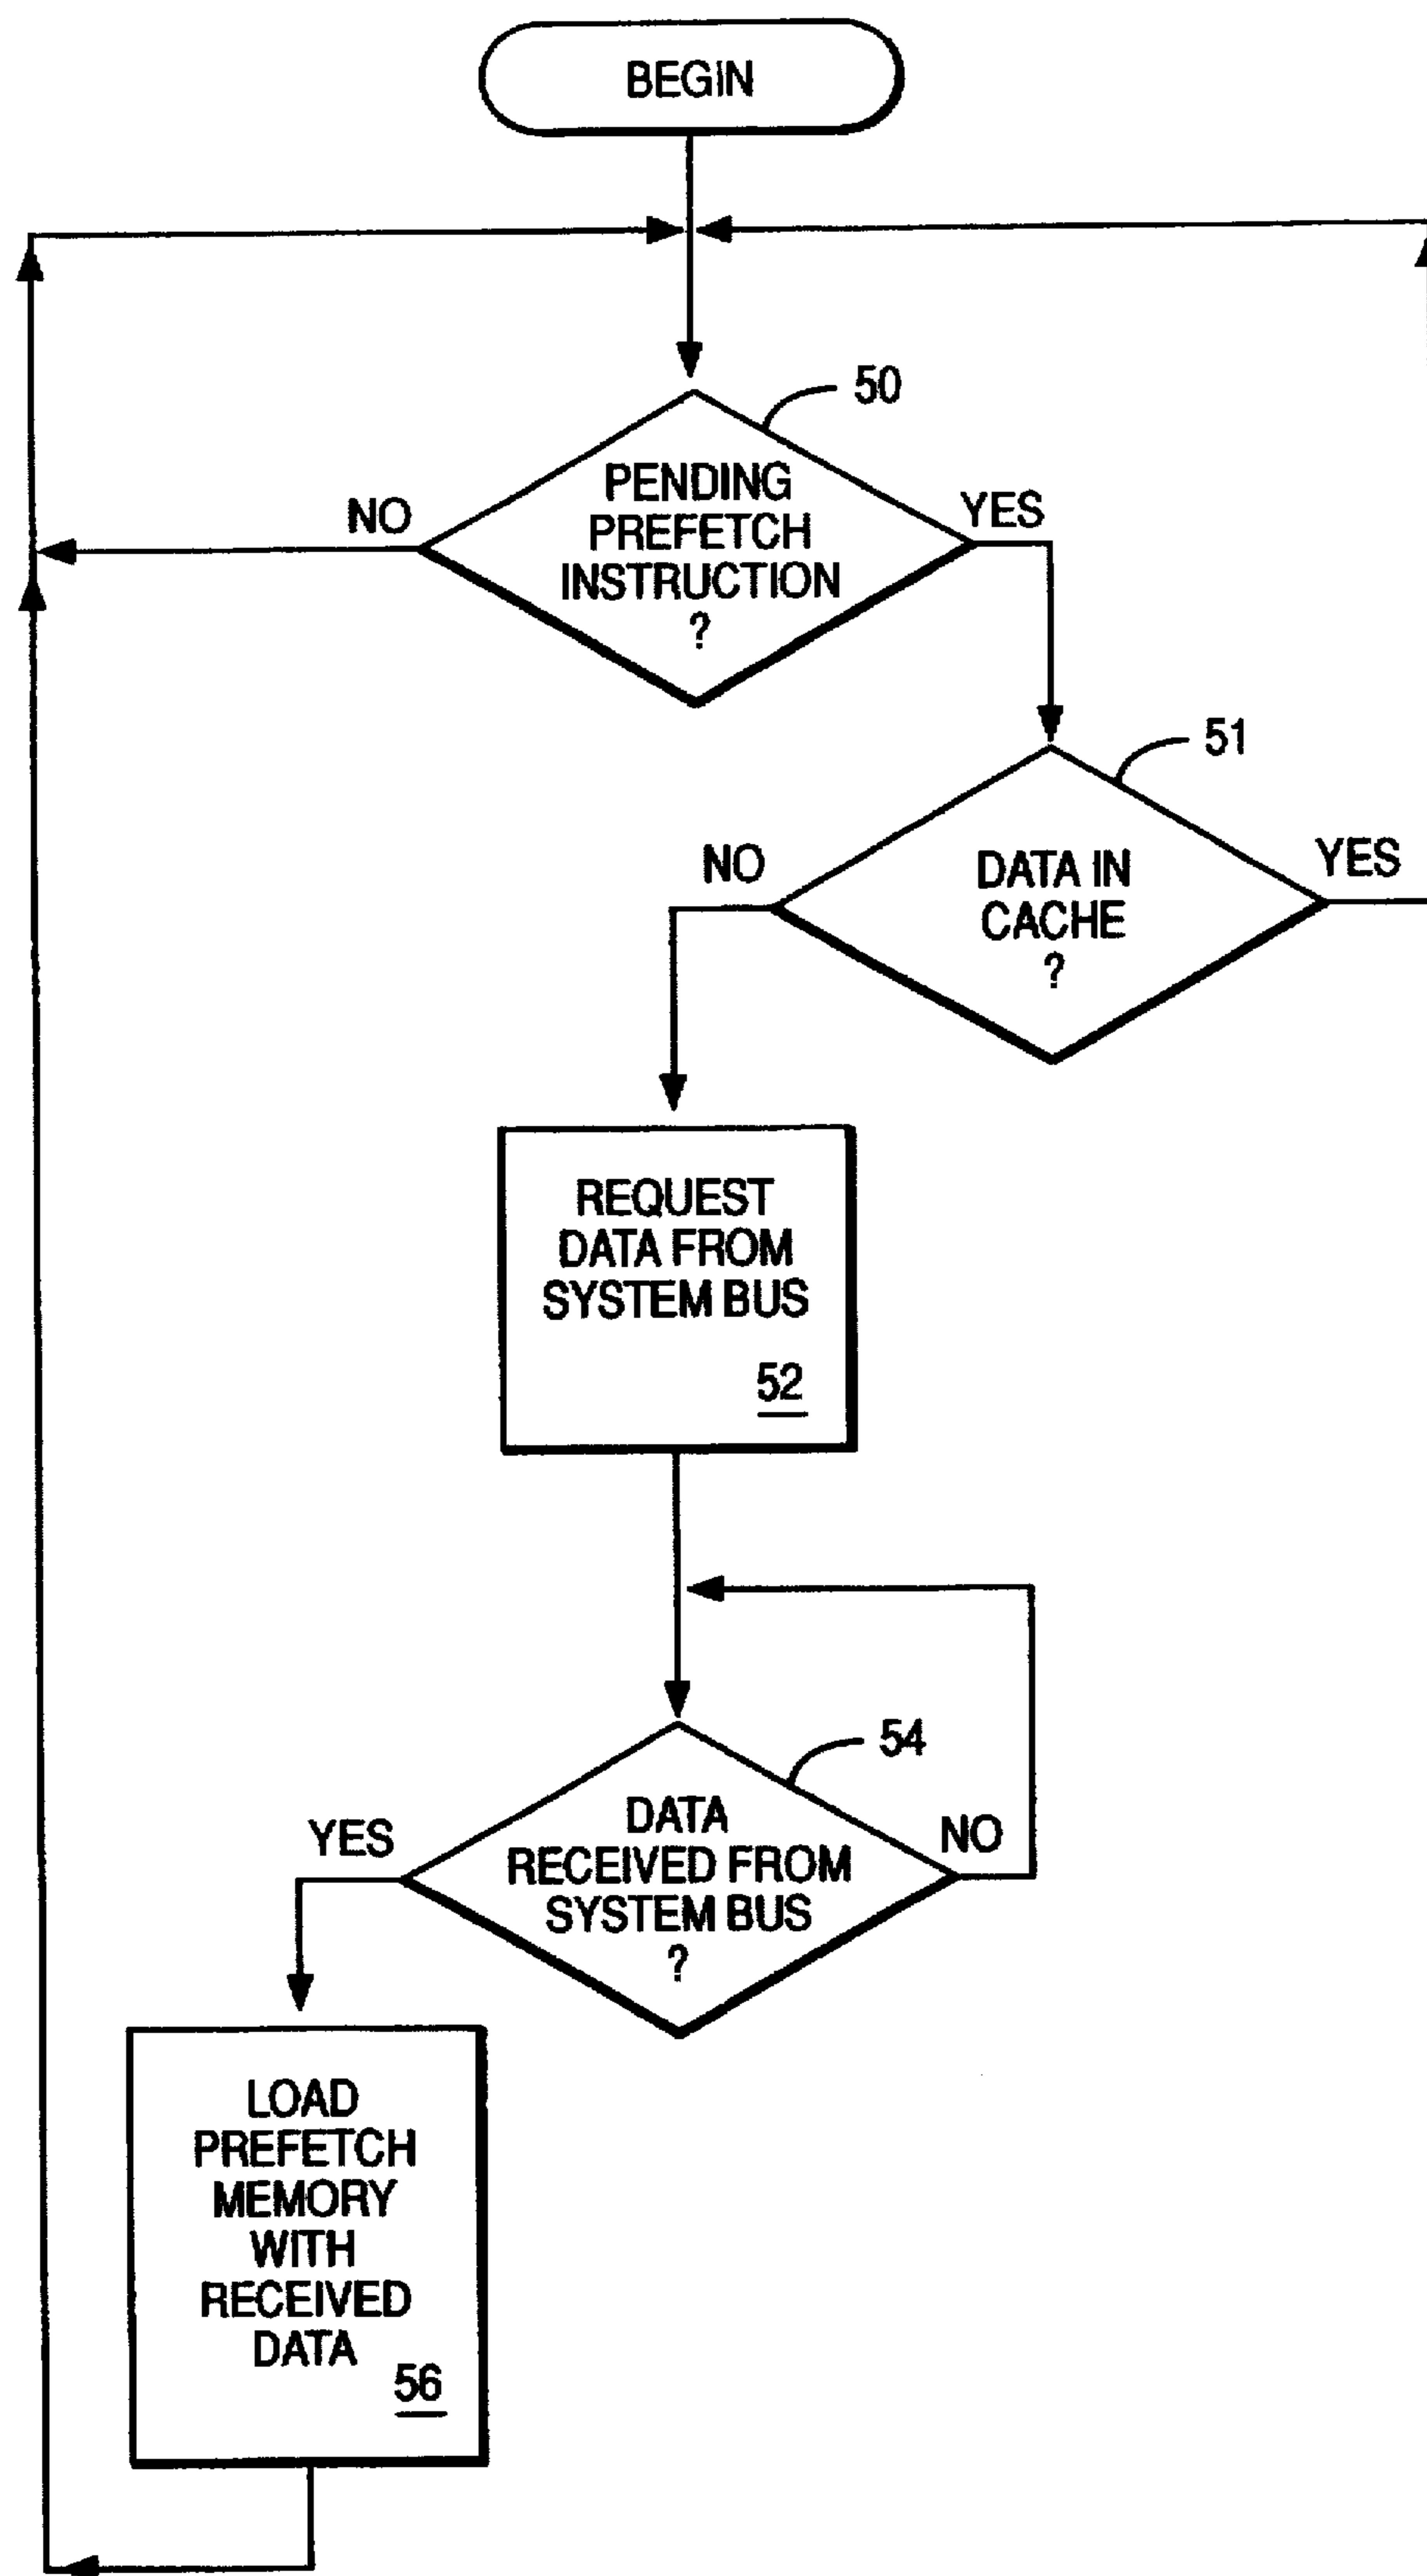 BEGIN
50
PENDING
PREFETCH
INSTRUCTION
?
NO
YES
51
DATA IN
CACHE
?
NO
YES
REQUEST
DATA FROM
SYSTEM BUS
52
54
DATA
RECEIVED FROM
SYSTEM BUS
?
YES
NO
LOAD
PREFETCH
MEMORY
WITH
RECEIVED
DATA
56